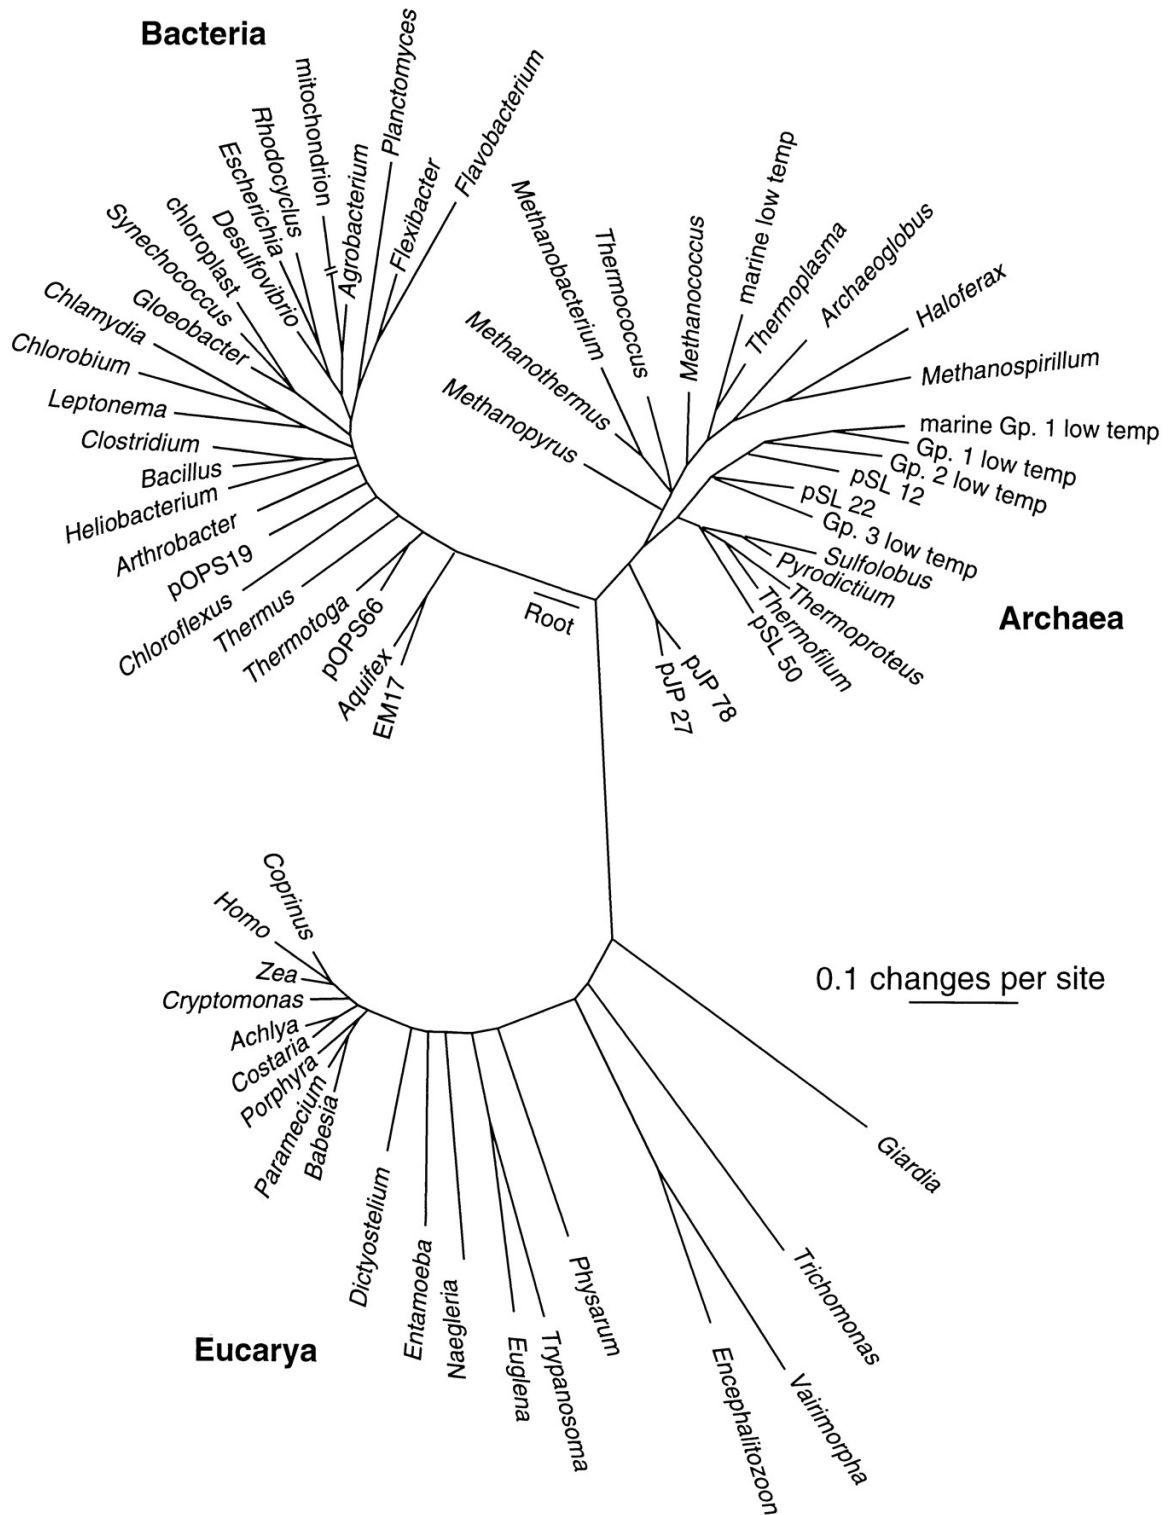 Bacteria
Planctomyces
mitochondrion
Flavobacterium
Rhodocyclus
Escherichia
Agrobacterium
Flexibacter
Desulfovibrio
chloroplast
Synechococcus
Gloeobacter
Chlamydia
Chlorobium
Leptonema
Clostridium
Bacillus
Heliobacterium
Arthrobacter
pOPS19
Chloroflexus
Thermus
Thermotoga
pOPS66
Aquifex
EM17
Root
Methanopyrus
Methanothermus
Methanobacterium
Thermococcus
Methanococcus
marine low temp
Thermoplasma
Archaeoglobus
Haloferax
Methanospirillum
marine Gp. 1 low temp
Gp. 1 low temp
Gp. 2 low temp
pSL 12
pSL 22
Gp. 3 low temp
Sulfolobus
Pyrodictium
Thermoproteus
Thermofilum
pSL 50
pJP 78
pJP 27
Archaea
Coprinus
Homo
Zea
Cryptomonas
Achlya
Costaria
Porphyra
Paramecium
Babesia
Dictyostelium
Entamoeba
Naegleria
Euglena
Trypanosoma
Physarum
Encephalitozoon
Vairimorpha
Trichomonas
Giardia
0.1 changes per site
Eucarya